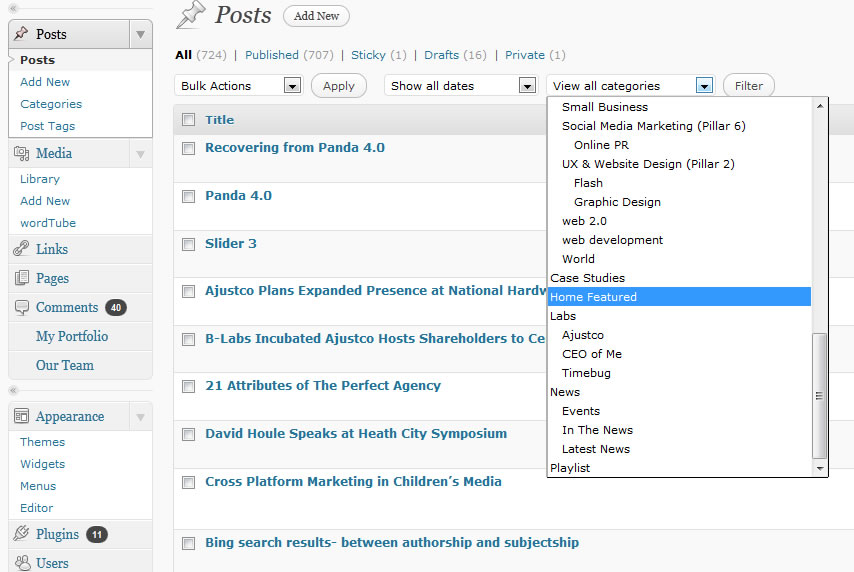 Posts
Posts
Add New
Categories
Post Tags
Media
Library
Add New
wordTube
Links
Pages
Comments 40
My Portfolio
Our Team
Appearance
Themes
Widgets
Menus
Editor
Plugins 11
Users
Posts Add New
All (724) | Published (707) | Sticky (1) | Drafts (16) | Private (1)
Bulk Actions Apply Show all dates View all categories Filter
Title
Recovering from Panda 4.0
Panda 4.0
Slider 3
Ajustco Plans Expanded Presence at National Hardw
B-Labs Incubated Ajustco Hosts Shareholders to Ce
21 Attributes of The Perfect Agency
David Houle Speaks at Heath City Symposium
Cross Platform Marketing in Children’s Media
Bing search results- between authorship and subjectship
Small Business
Social Media Marketing (Pillar 6)
Online PR
UX & Website Design (Pillar 2)
Flash
Graphic Design
web 2.0
web development
World
Case Studies
Home Featured
Labs
Ajustco
CEO of Me
Timebug
News
Events
In The News
Latest News
Playlist